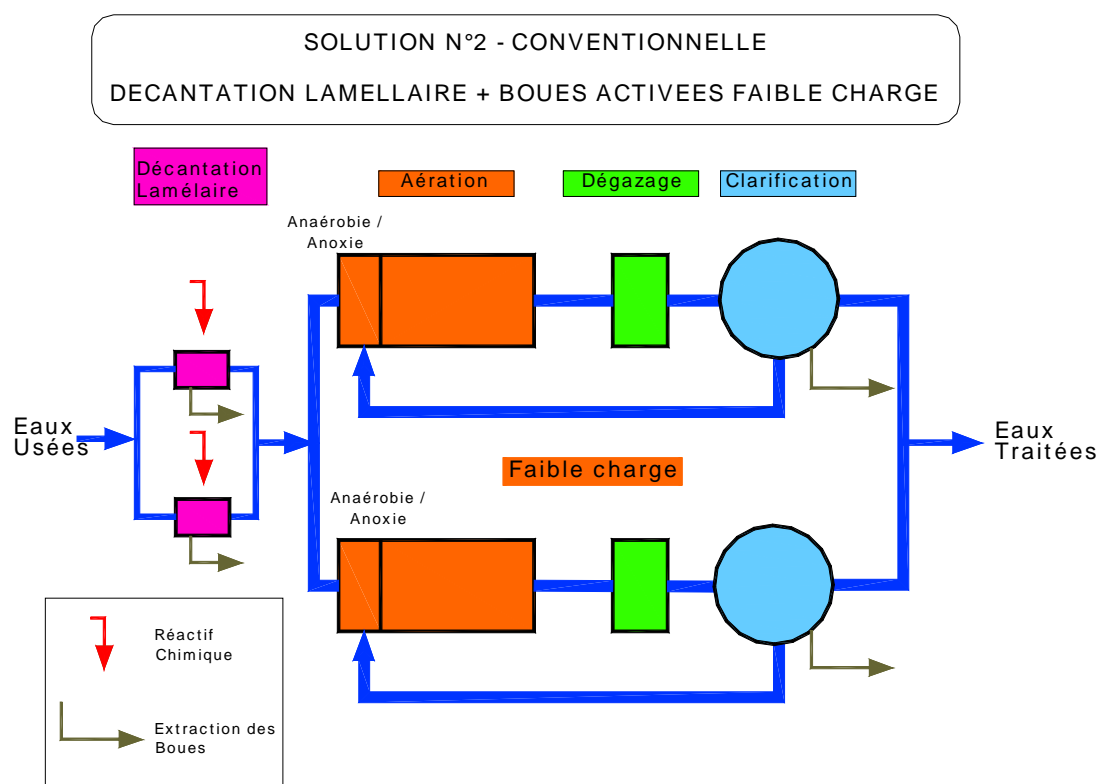 SOLUTION N°2 - CONVENTIONNELLE
DECANTATION LAMELLAIRE + BOUES ACTIVEES FAIBLE CHARGE
Décantation
Lamélaire
Aération
Dégazage
Clarification
Anaérobie /
Anoxie
Eaux
Usées
Eaux
Traitées
Faible charge
Anaérobie /
Anoxie
Réactif
Chimique
Extraction des
Boues